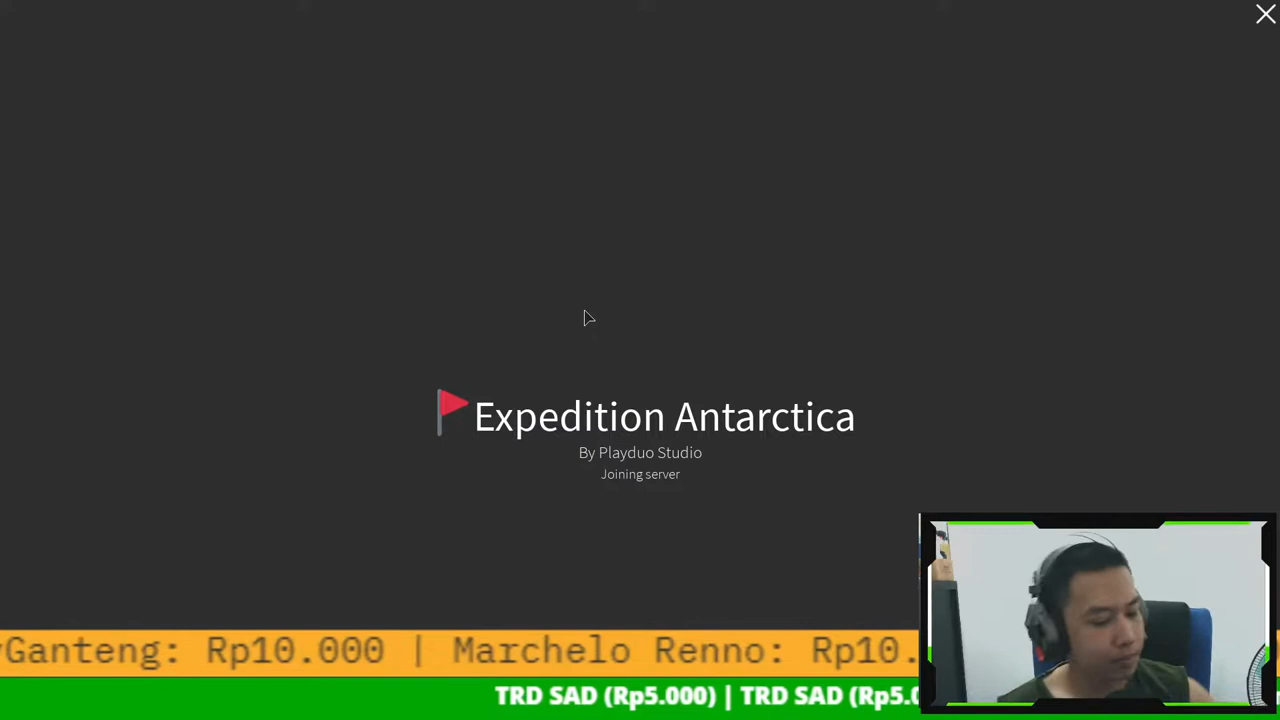 Expedition Antarctica
By Playduo Studio
Joining server
Ganteng: Rp10.000 | Marchelo Renno: Rp10.
TRD SAD (Rp5.000) | TRD SAD (Rp5.0